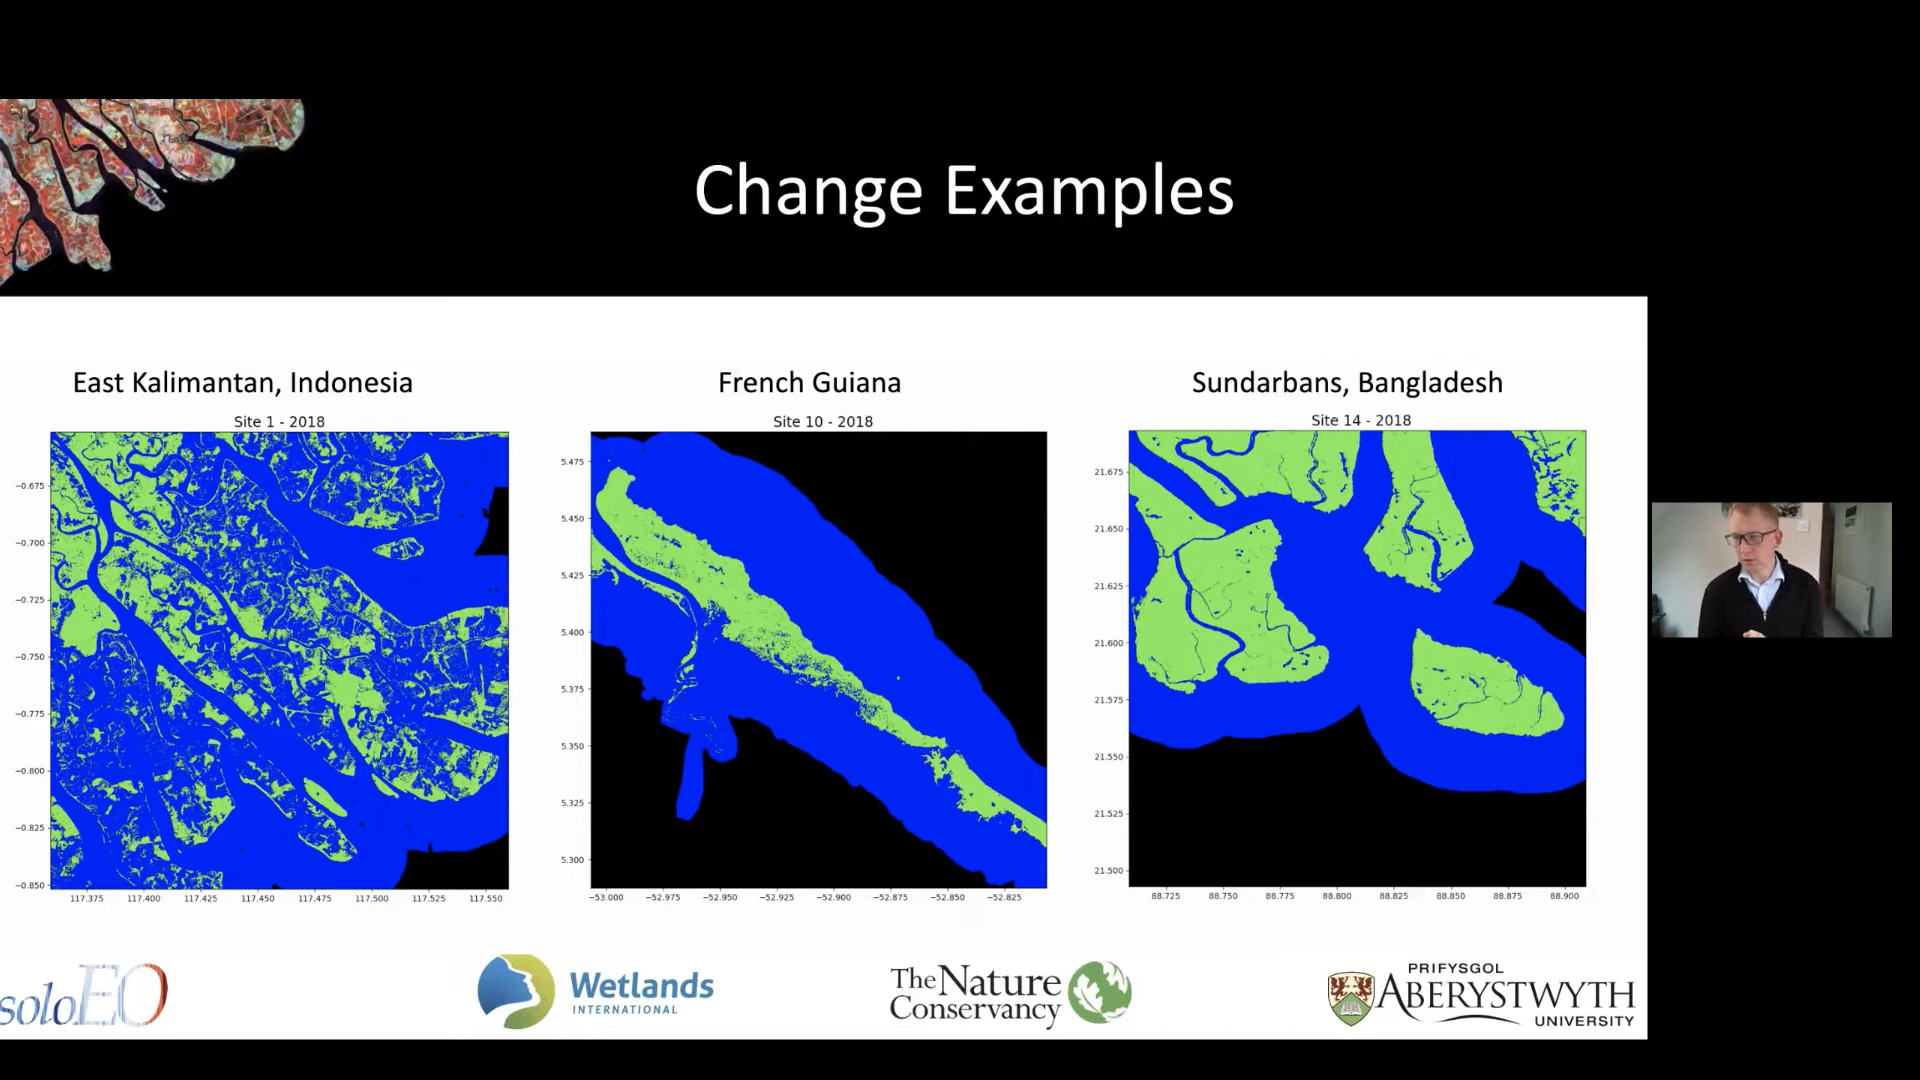 Change Examples
East Kalimantan, Indonesia
French Guiana
Sundarbans, Bangladesh
Site 1 - 2018
Site 10 - 2018
Site 14 - 2018
−0.675
−0.700
−0.725
−0.750
−0.775
−0.800
−0.825
−0.850
117.375 117.400 117.425 117.450 117.475 117.500 117.525 117.550
5.475
5.450
5.425
5.400
5.375
5.350
5.325
5.300
−53.000 −52.975 −52.950 −52.925 −52.900 −52.875 −52.850 −52.825
21.675
21.650
21.625
21.600
21.575
21.550
21.525
21.500
88.725 88.750 88.775 88.800 88.825 88.850 88.875 88.900
soloEO
Wetlands
INTERNATIONAL
The Nature
Conservancy
PRIFYSGOL
ABERYSTWYTH
UNIVERSITY